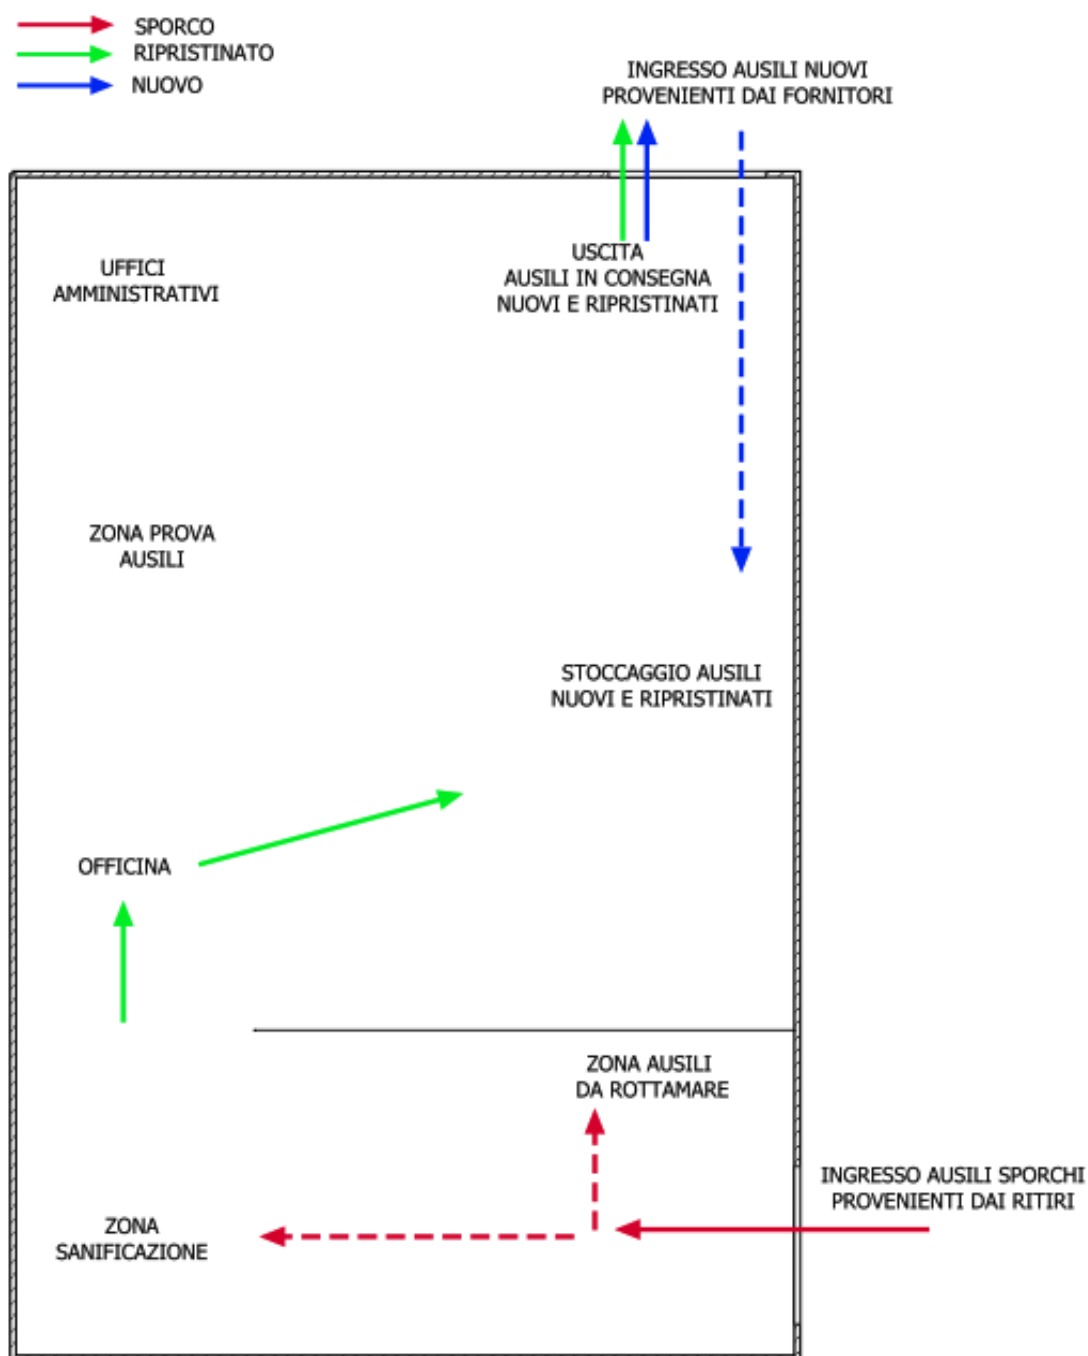 SPORCO
RIPRISTINATO
NUOVO
INGRESSO AUSILI NUOVI
PROVENIENTI DAI FORNITORI
UFFICI
AMMINISTRATIVI
USCITA
AUSILI IN CONSEGNA
NUOVI E RIPRISTINATI
ZONA PROVA
AUSILI
STOCCAGGIO AUSILI
NUOVI E RIPRISTINATI
OFFICINA
ZONA AUSILI
DA ROTTAMARE
INGRESSO AUSILI SPORCHI
PROVENIENTI DAI RITIRI
ZONA
SANIFICAZIONE